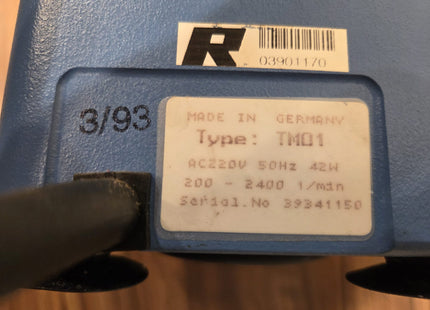 R
03901170
3/93
MADE IN GERMANY
Type: TM01
AC220V 50Hz 42W
200 - 2400 1/min
Serial.No 39341150